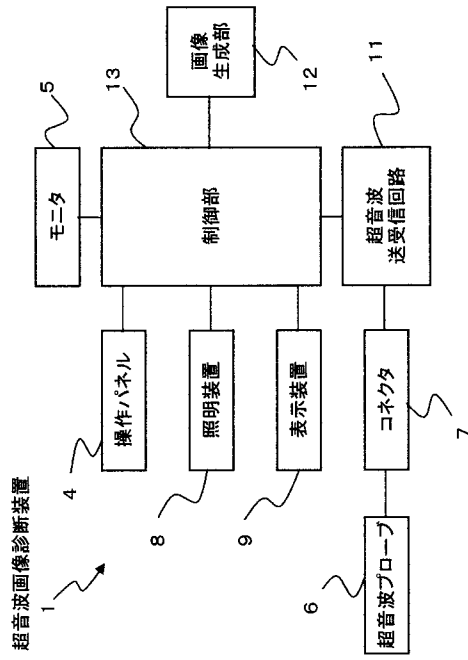 超音波画像診断装置
1
モニタ
5
13
画像
生成部
12
操作パネル
4
制御部
照明装置
8
表示装置
9
超音波
送受信回路
11
コネクタ
7
超音波プローブ
6